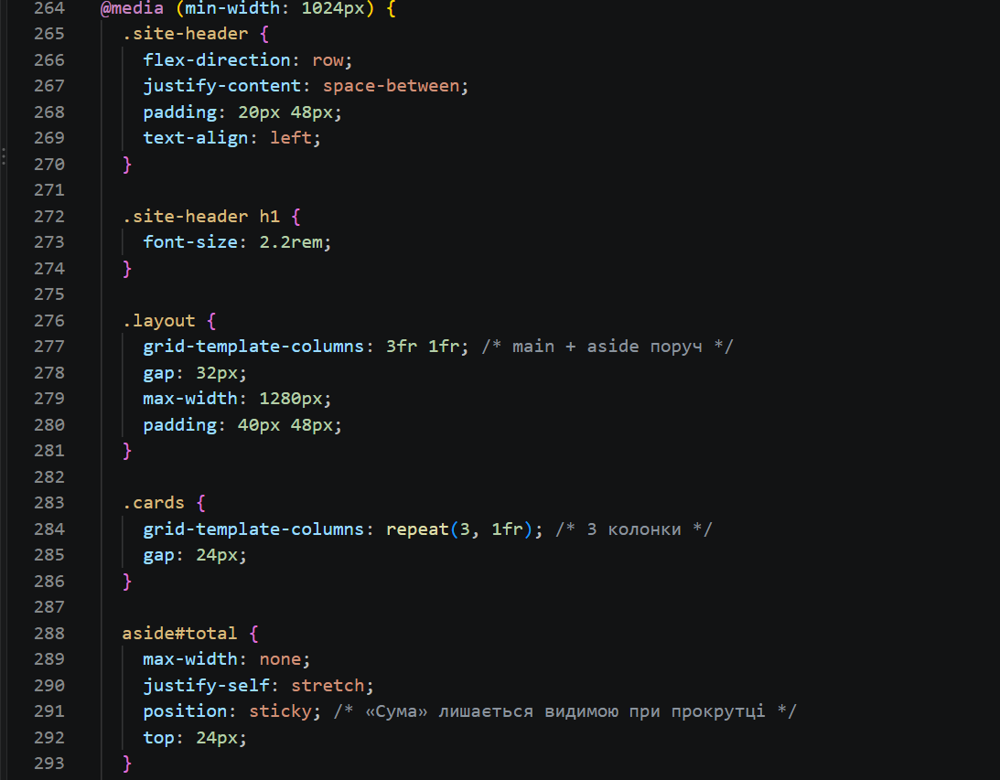 264 @media (min-width: 1024px) {
265 .site-header {
266 flex-direction: row;
267 justify-content: space-between;
268 padding: 20px 48px;
269 text-align: left;
270 }
271
272 .site-header h1 {
273 font-size: 2.2rem;
274 }
275
276 .layout {
277 grid-template-columns: 3fr 1fr; /* main + aside поруч */
278 gap: 32px;
279 max-width: 1280px;
280 padding: 40px 48px;
281 }
282
283 .cards {
284 grid-template-columns: repeat(3, 1fr); /* 3 колонки */
285 gap: 24px;
286 }
287
288 aside#total {
289 max-width: none;
290 justify-self: stretch;
291 position: sticky; /* «Сума» лишається видимою при прокрутці */
292 top: 24px;
293 }